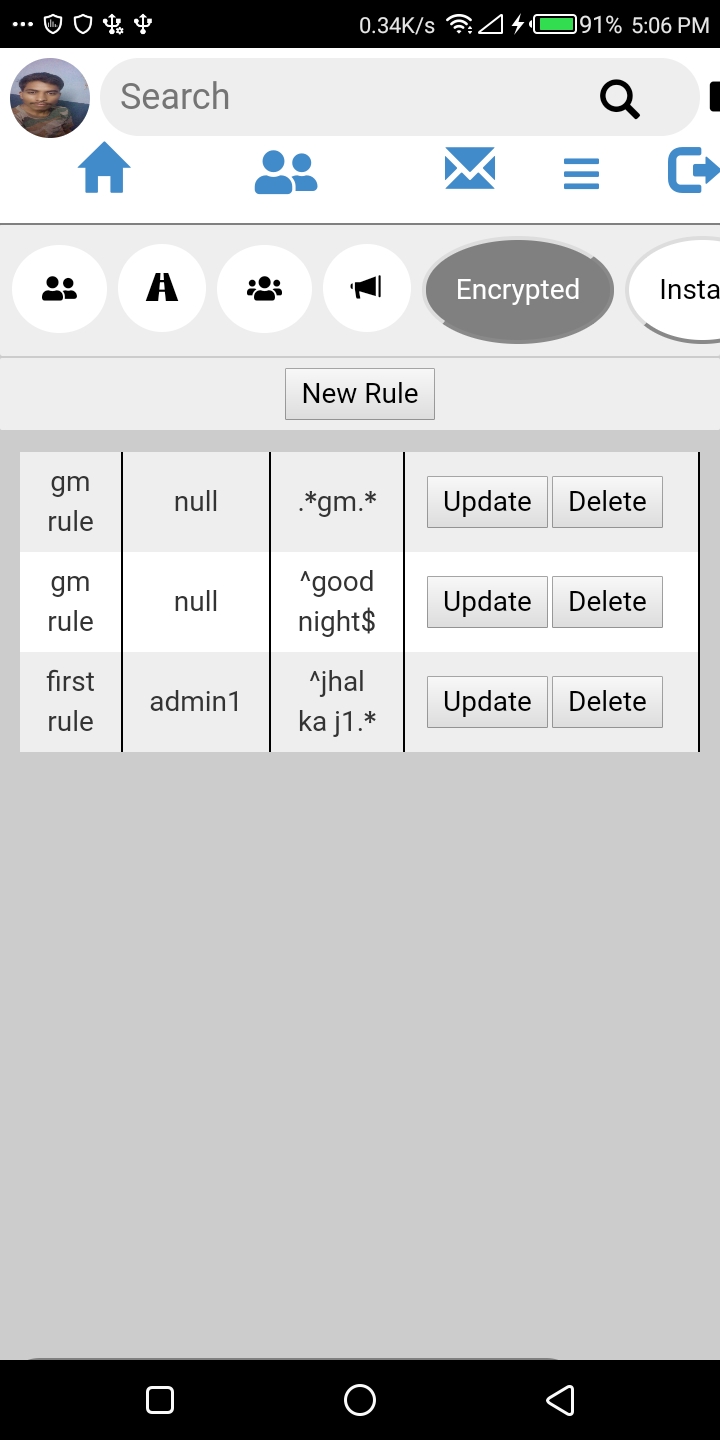 0.34K/s 91% 5:06 PM
Search
Encrypted Insta
New Rule
gm
rule
null
.*gm.*
Update Delete
gm
rule
null
^good
night$
Update Delete
first
rule
admin1
^jhal
ka j1.*
Update Delete